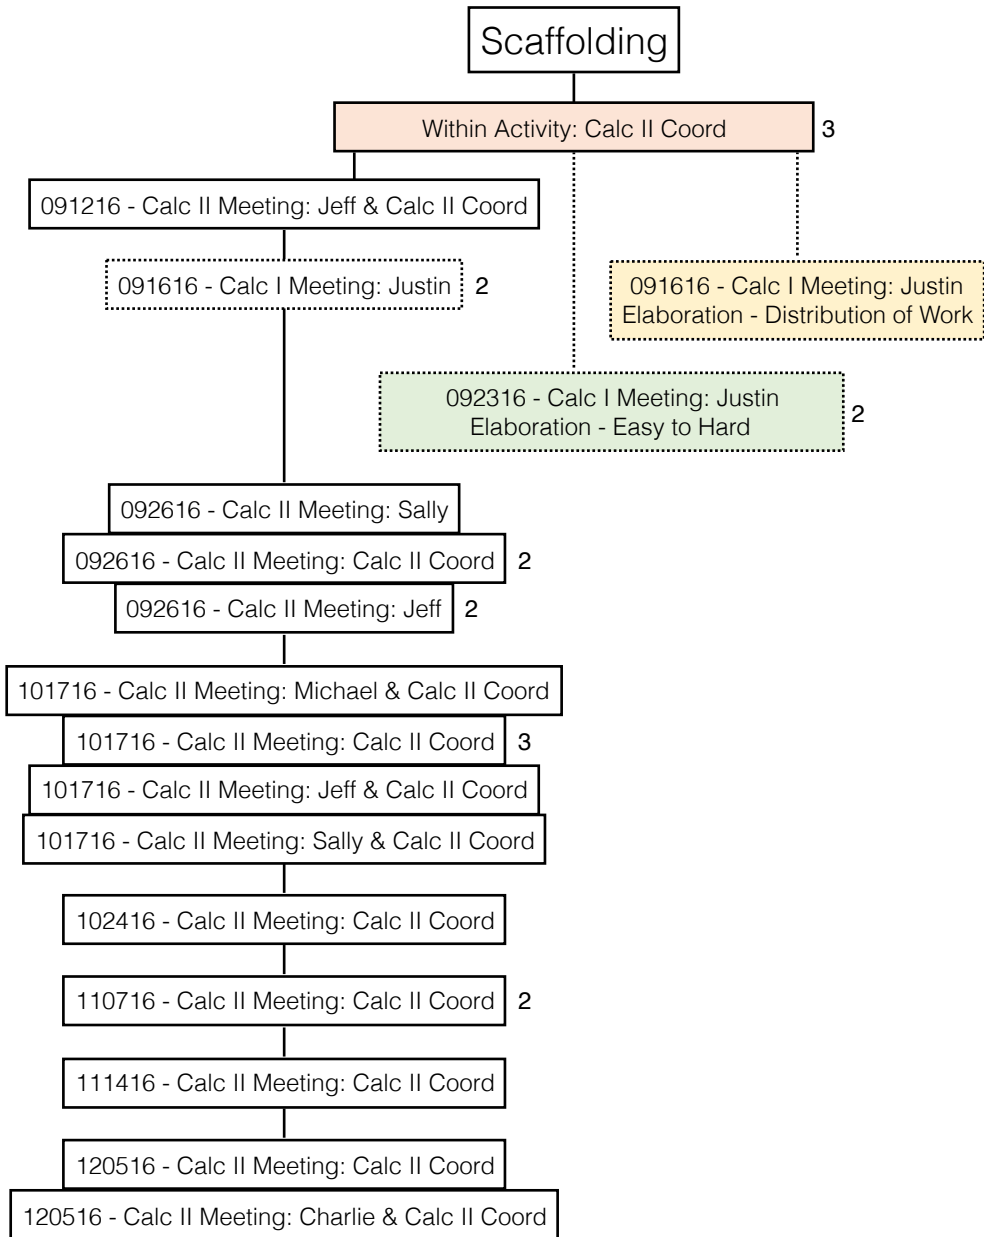 Scaffolding
Within Activity: Calc II Coord 3
091216 - Calc II Meeting: Jeff & Calc II Coord
091616 - Calc I Meeting: Justin 2
091616 - Calc I Meeting: Justin
Elaboration - Distribution of Work
092316 - Calc I Meeting: Justin
Elaboration - Easy to Hard
2
092616 - Calc II Meeting: Sally
092616 - Calc II Meeting: Calc II Coord 2
092616 - Calc II Meeting: Jeff 2
101716 - Calc II Meeting: Michael & Calc II Coord
101716 - Calc II Meeting: Calc II Coord 3
101716 - Calc II Meeting: Jeff & Calc II Coord
101716 - Calc II Meeting: Sally & Calc II Coord
102416 - Calc II Meeting: Calc II Coord
110716 - Calc II Meeting: Calc II Coord 2
111416 - Calc II Meeting: Calc II Coord
120516 - Calc II Meeting: Calc II Coord
120516 - Calc II Meeting: Charlie & Calc II Coord